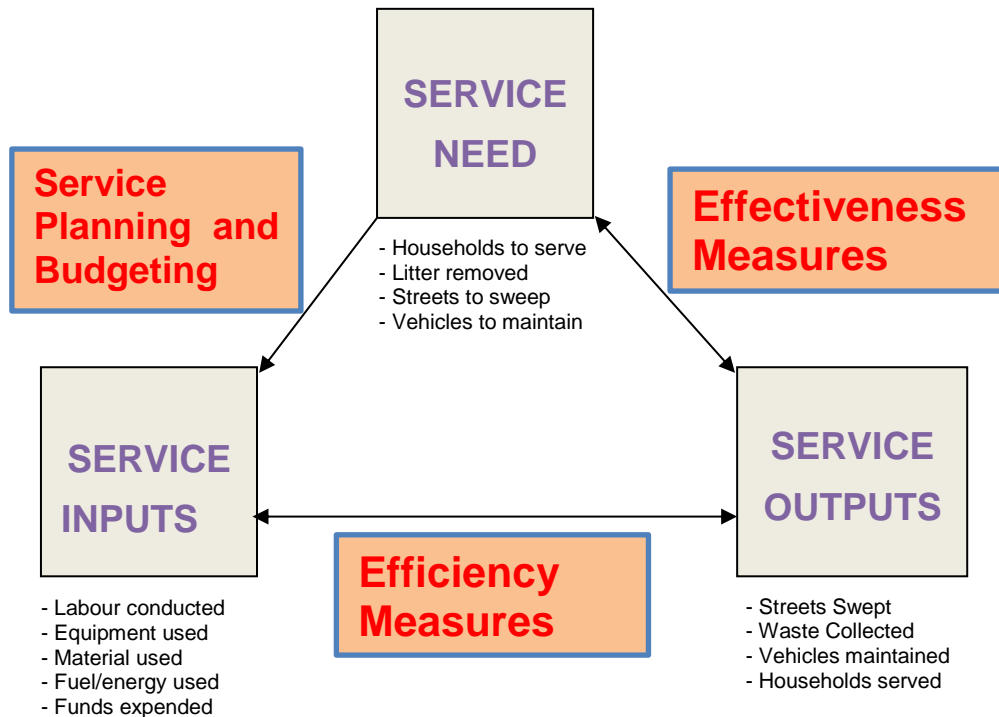 SERVICE
NEED
Service
Planning and
Budgeting
Effectiveness
Measures
- Households to serve
- Litter removed
- Streets to sweep
- Vehicles to maintain
SERVICE
INPUTS
SERVICE
OUTPUTS
Efficiency
Measures
- Labour conducted
- Equipment used
- Material used
- Fuel/energy used
- Funds expended
- Streets Swept
- Waste Collected
- Vehicles maintained
- Households served